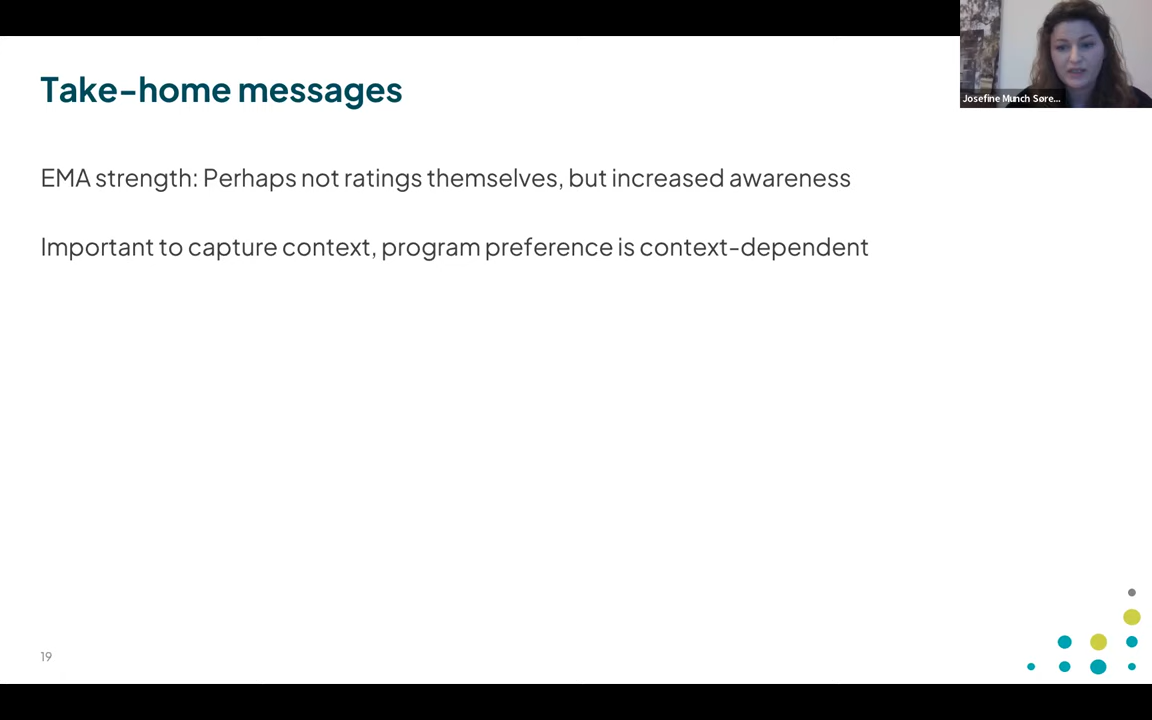 Take-home messages
Josefine Munch Søre...
EMA strength: Perhaps not ratings themselves, but increased awareness
Important to capture context, program preference is context-dependent
19